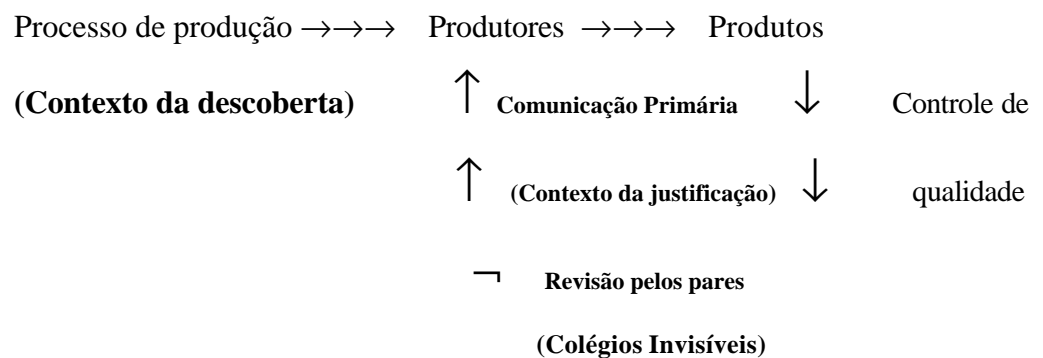 Processo de produção →→→ Produtores →→→ Produtos
(Contexto da descoberta) ↑ Comunicação Primária ↓ Controle de
↑ (Contexto da justificação) ↓ qualidade
¬ Revisão pelos pares
(Colégios Invisíveis)